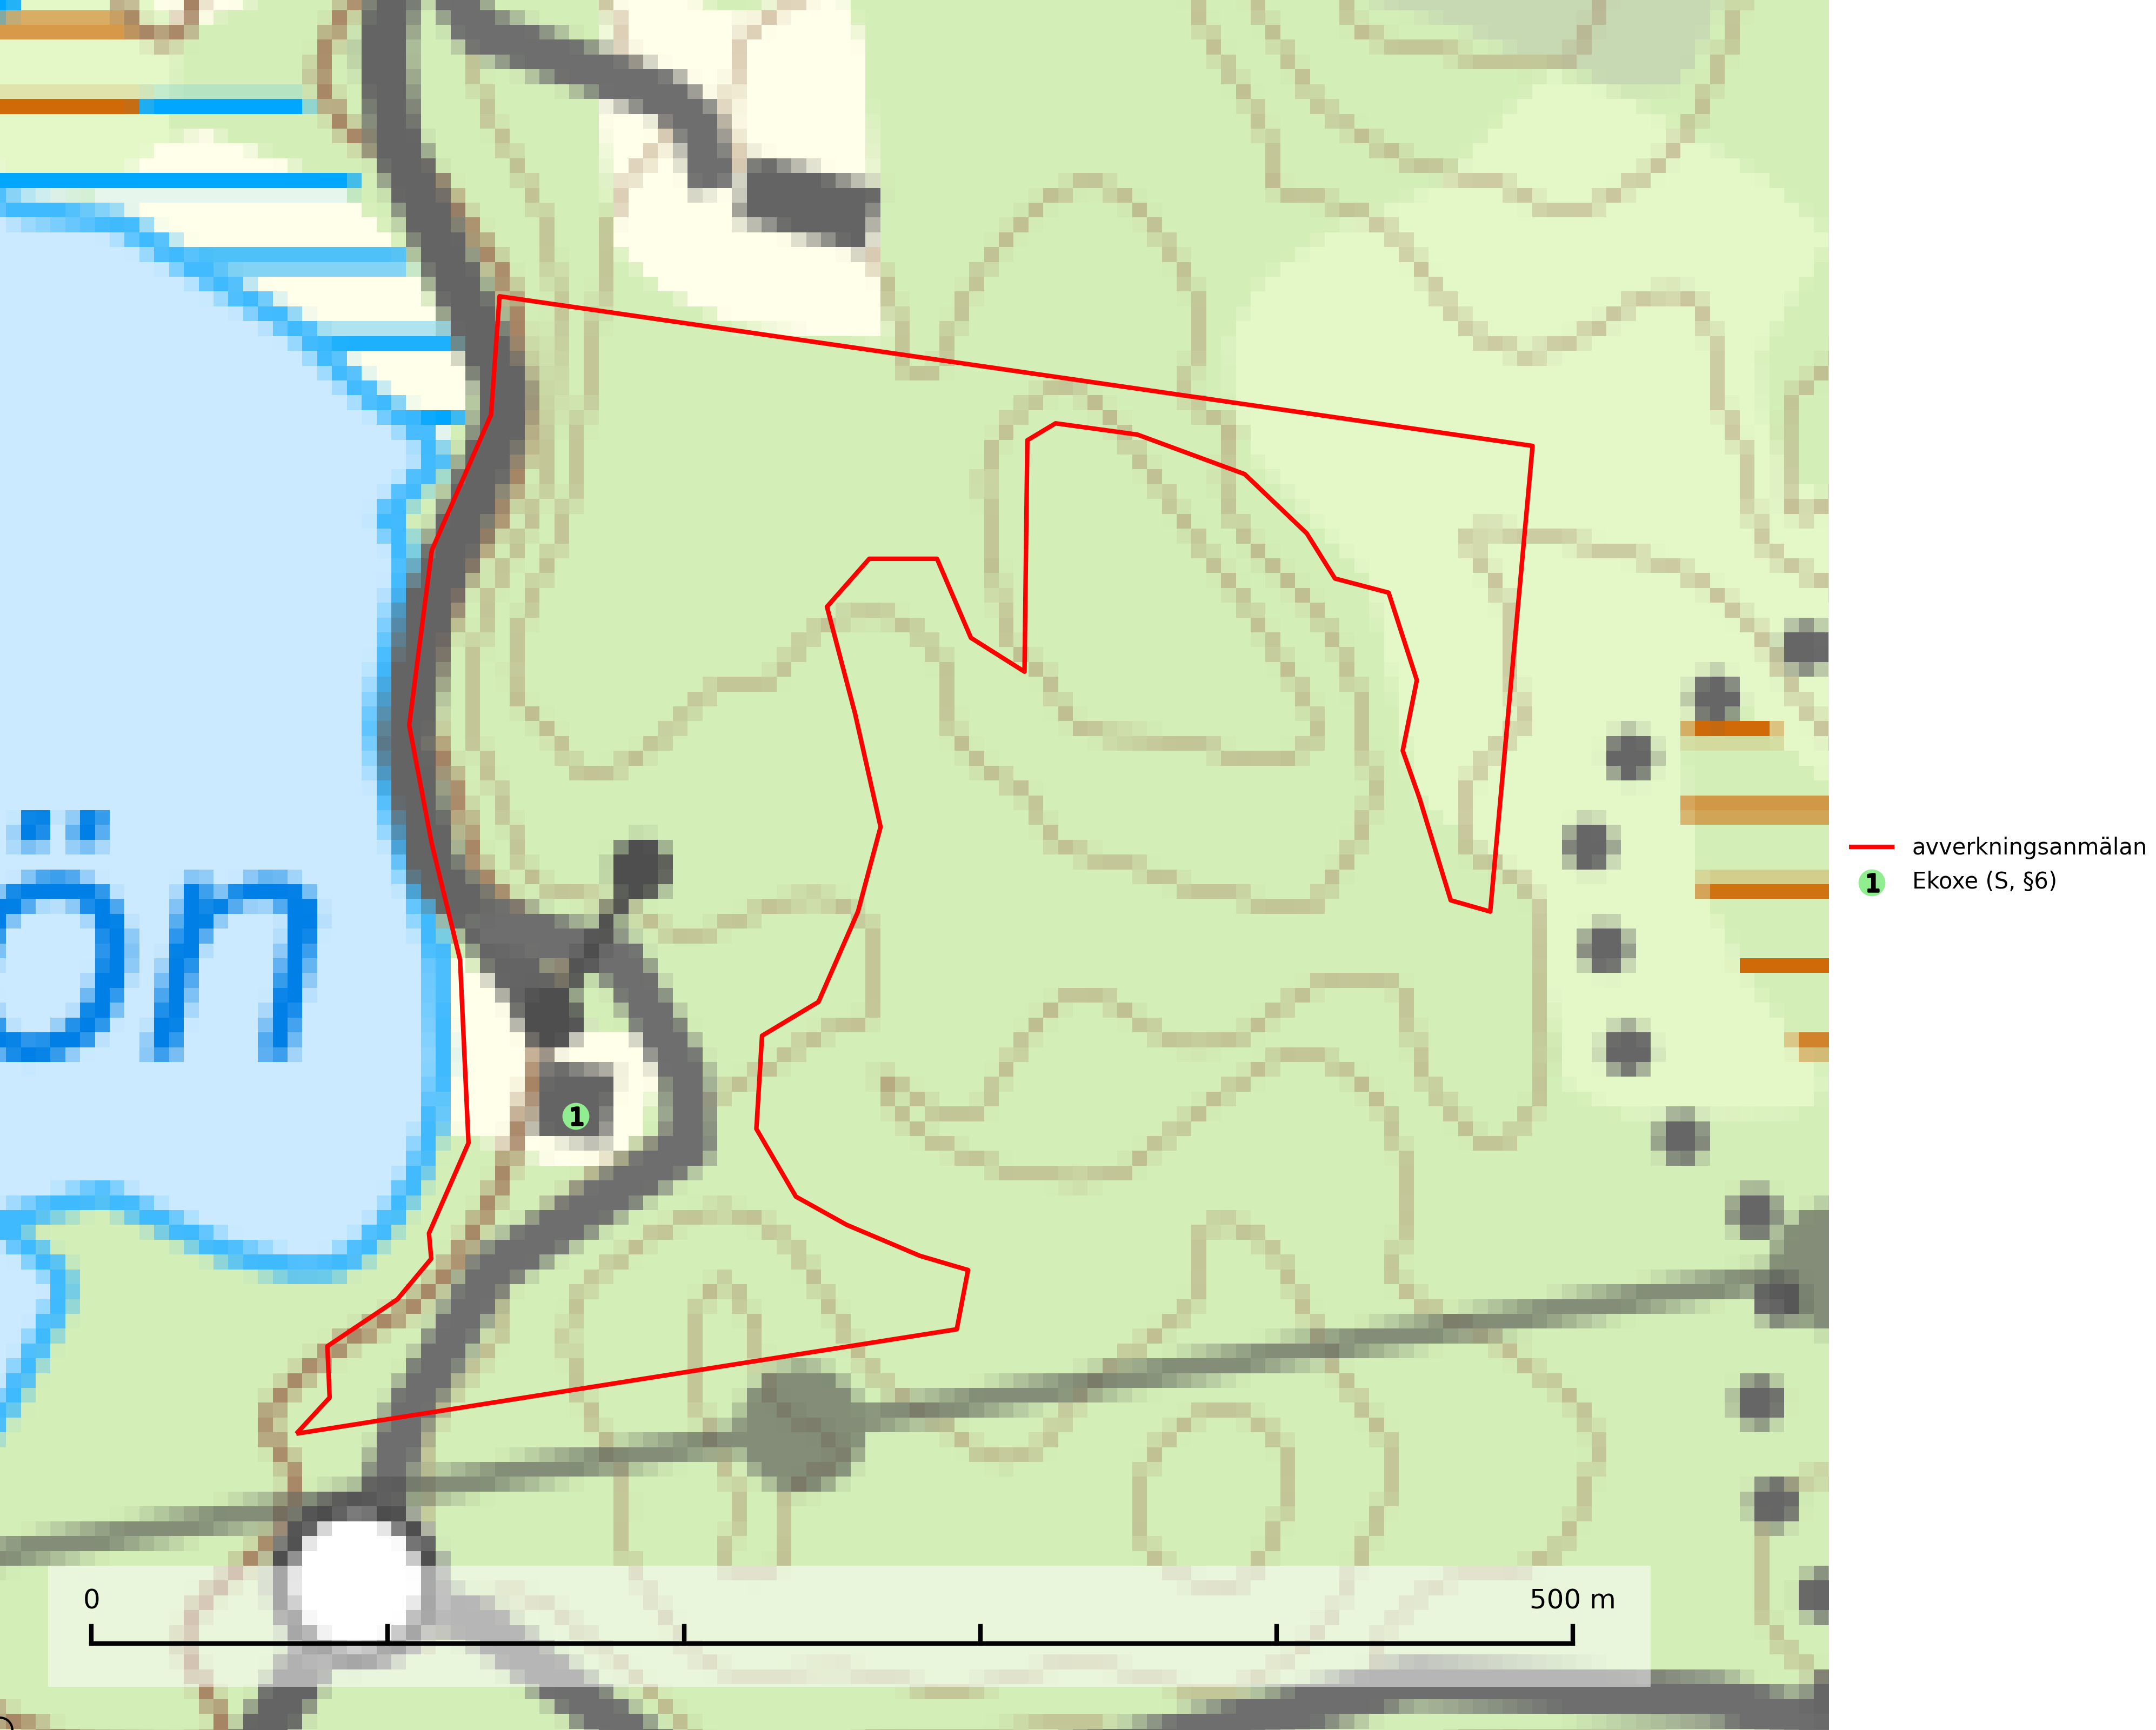 ön
1
avverkningsanmälan
1 Ekoxe (S, §6)
0 500 m